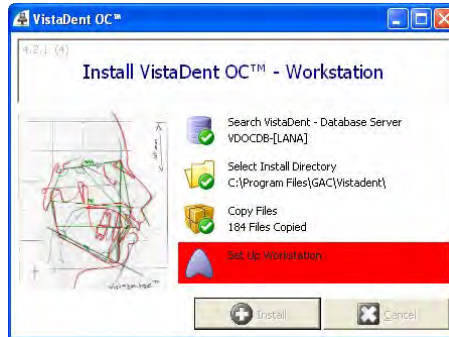 VistaDent OC™
4.2.1 (4)
Install VistaDent OC™ - Workstation
Search VistaDent - Database Server
VDOCDB-[LANA]
Select Install Directory
C:\Program Files\GAC\Vistadent\
Copy Files
184 Files Copied
Set Up Workstation
Install
Cancel